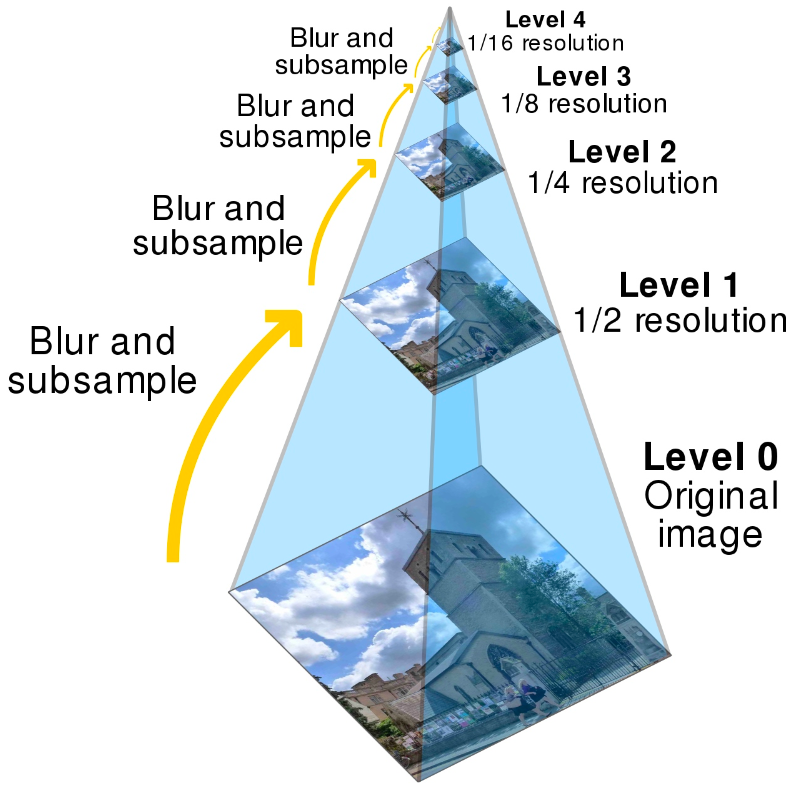 Level 4
1/16 resolution
Blur and
subsample
Level 3
1/8 resolution
Blur and
subsample
Level 2
1/4 resolution
Blur and
subsample
Level 1
1/2 resolution
Blur and
subsample
Level 0
Original
image